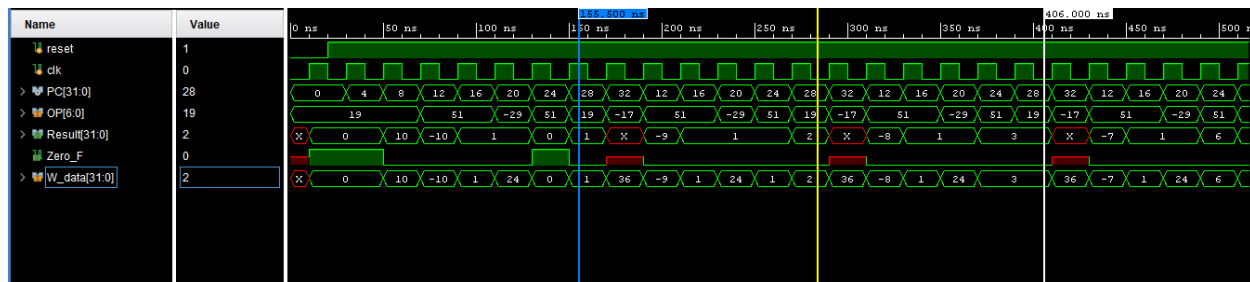 155.500 ns 406.000 ns
Name Value 0 ns 50 ns 100 ns 150 ns 200 ns 250 ns 300 ns 350 ns 400 ns 450 ns 500
reset 1
clk 0
PC[31:0] 28 0 4 8 12 16 20 24 28 32 12 16 20 24 28 32 12 16 20 24 28 32 12 16 20 24
OP[6:0] 19 19 51 -29 51 19 -17 51 -29 51 19 -17 51 -29 51 19 -17 51 -29 51
Result[31:0] 2 X 0 10 -10 1 0 1 X -9 1 2 X -8 1 3 X -7 1 6
Zero_F 0
W_data[31:0] 2 X 0 10 -10 1 24 0 1 36 -9 1 24 1 2 36 -8 1 24 3 36 -7 1 24 6